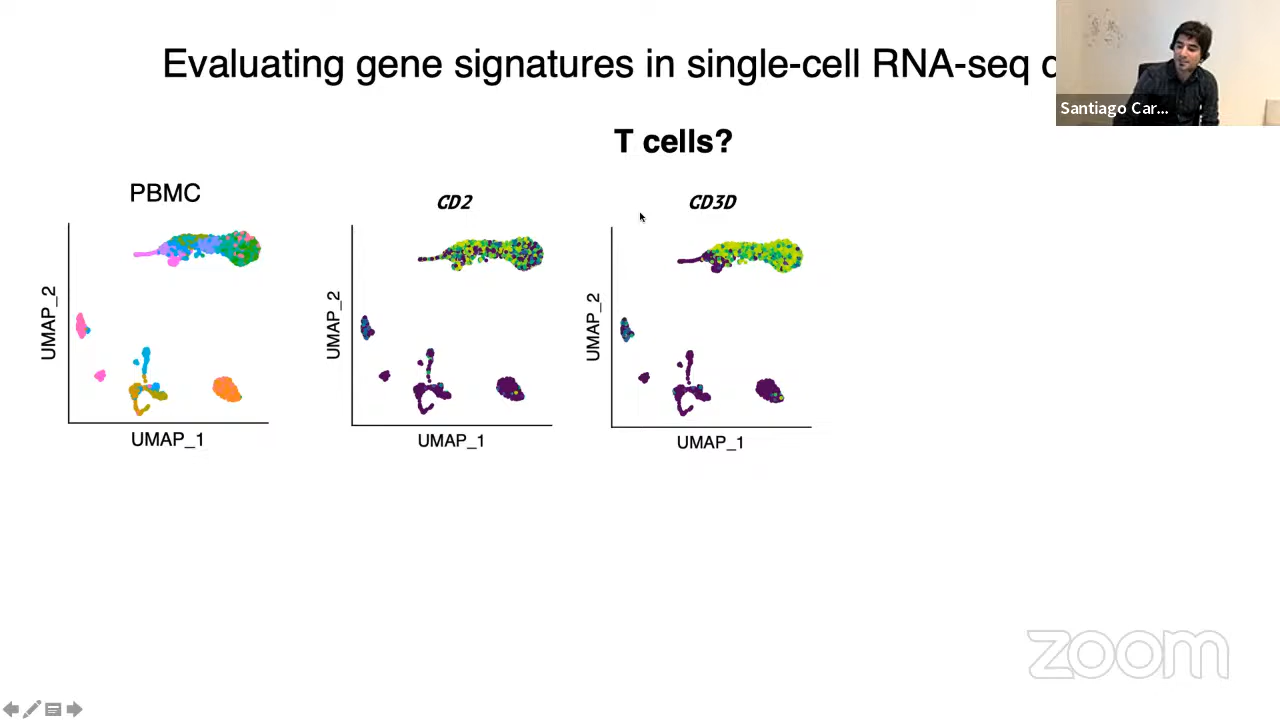 Evaluating gene signatures in single-cell RNA-seq
Santiago Car...
T cells?
PBMC
CD2
CD3D
UMAP_2
UMAP_2
UMAP_2
UMAP_1
UMAP_1
UMAP_1
zoom